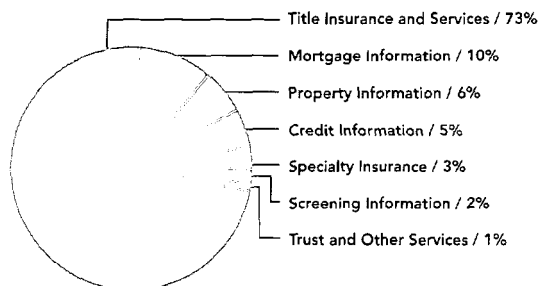 Title Insurance and Services / 73%
Mortgage Information / 10%
Property Information / 6%
Credit Information / 5%
Specialty Insurance / 3%
Screening Information / 2%
Trust and Other Services / 1%